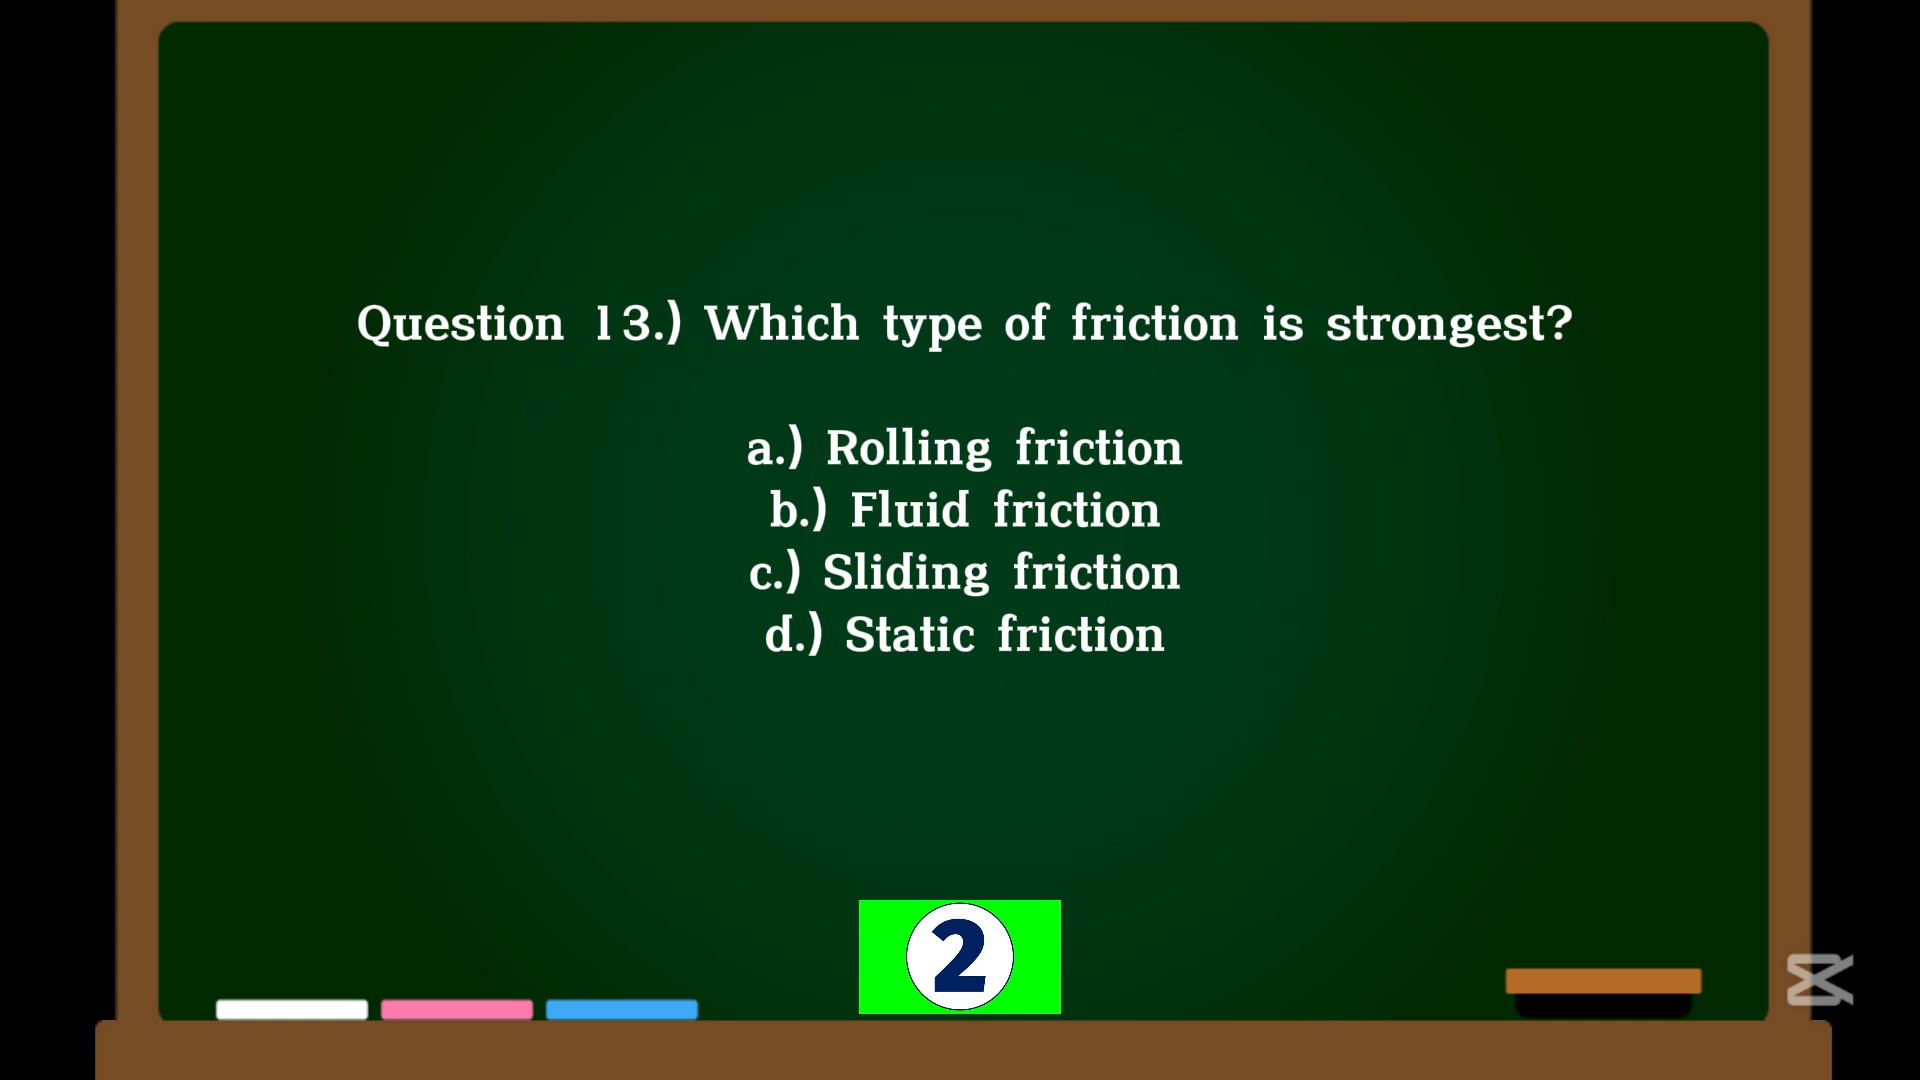 Question 13.) Which type of friction is strongest?
a.) Rolling friction
b.) Fluid friction
c.) Sliding friction
d.) Static friction
2